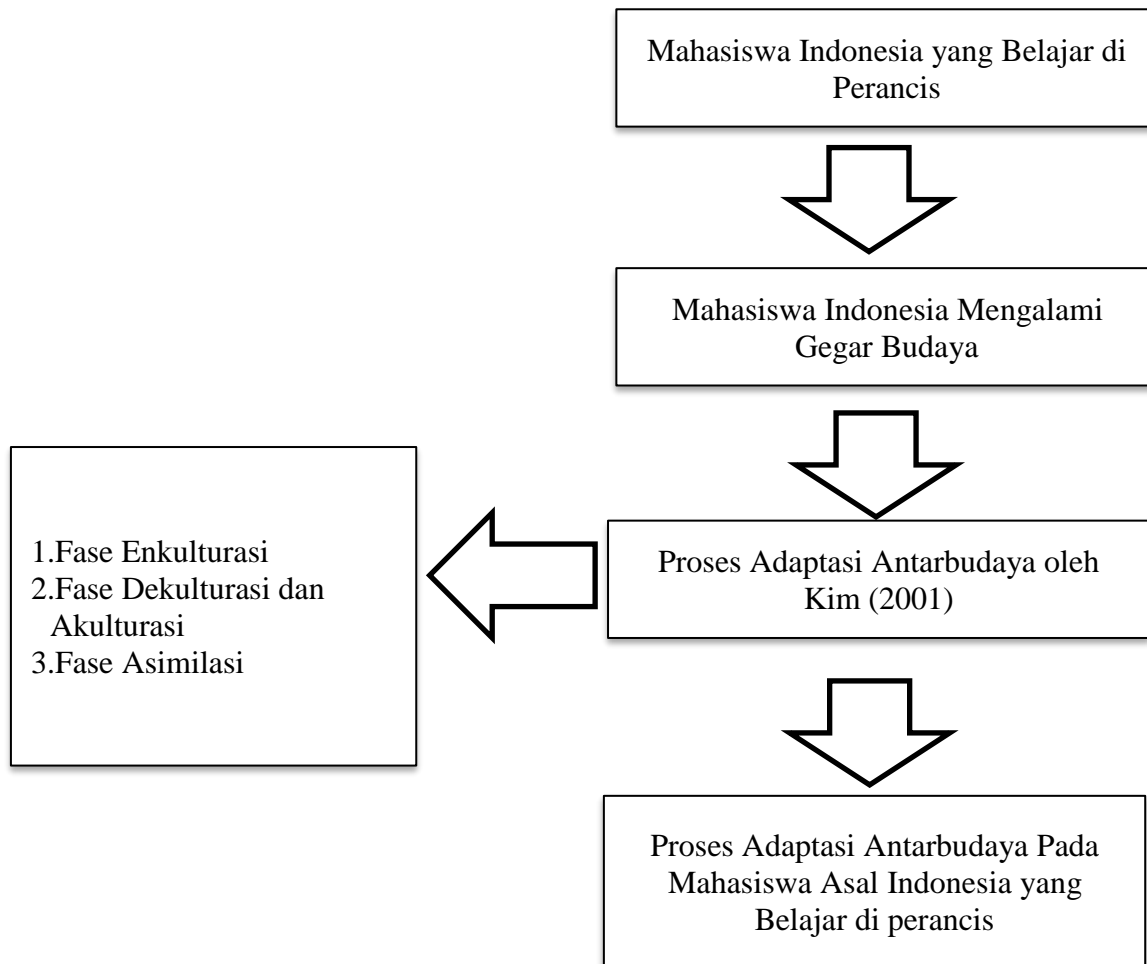 Mahasiswa Indonesia yang Belajar di
Perancis
Mahasiswa Indonesia Mengalami
Gegar Budaya
Proses Adaptasi Antarbudaya oleh
Kim (2001)
1.Fase Enkulturasi
2.Fase Dekulturasi dan
Akulturasi
3.Fase Asimilasi
Proses Adaptasi Antarbudaya Pada
Mahasiswa Asal Indonesia yang
Belajar di perancis